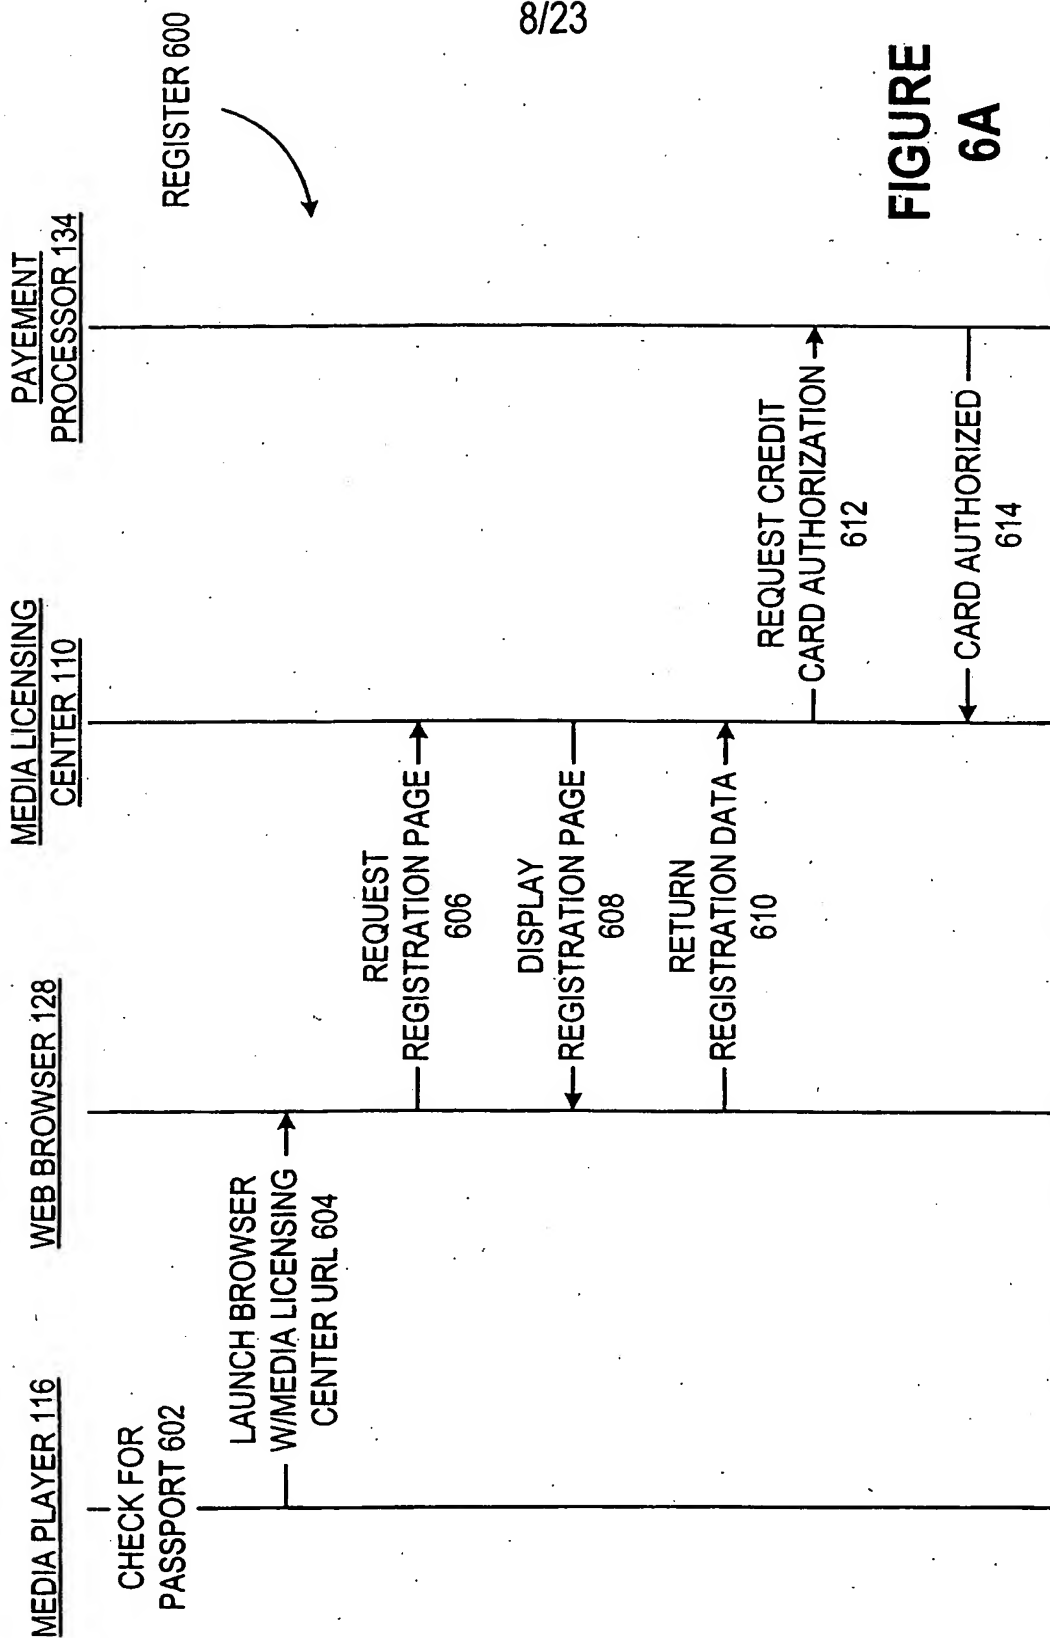 8/23
MEDIA PLAYER 116
WEB BROWSER 128
MEDIA LICENSING
CENTER 110
PAYEMENT
PROCESSOR 134
REGISTER 600
CHECK FOR
PASSPORT 602
LAUNCH BROWSER
W/MEDIA LICENSING
CENTER URL 604
REQUEST
REGISTRATION PAGE
606
DISPLAY
REGISTRATION PAGE
608
RETURN
REGISTRATION DATA
610
REQUEST CREDIT
CARD AUTHORIZATION
612
CARD AUTHORIZED
614
FIGURE
6A